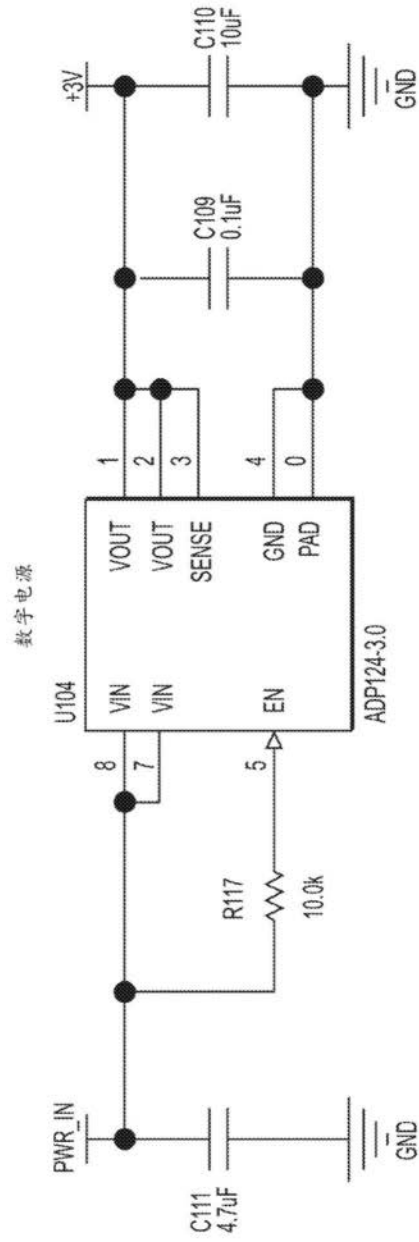 数字电源
PWR_IN
C111
4.7uF
GND
R117
10.0k
U104
8
VIN
7
VIN
5
EN
VOUT
1
VOUT
2
SENSE
3
GND
4
PAD
0
ADP124-3.0
C109
0.1uF
+3V
C110
10uF
GND